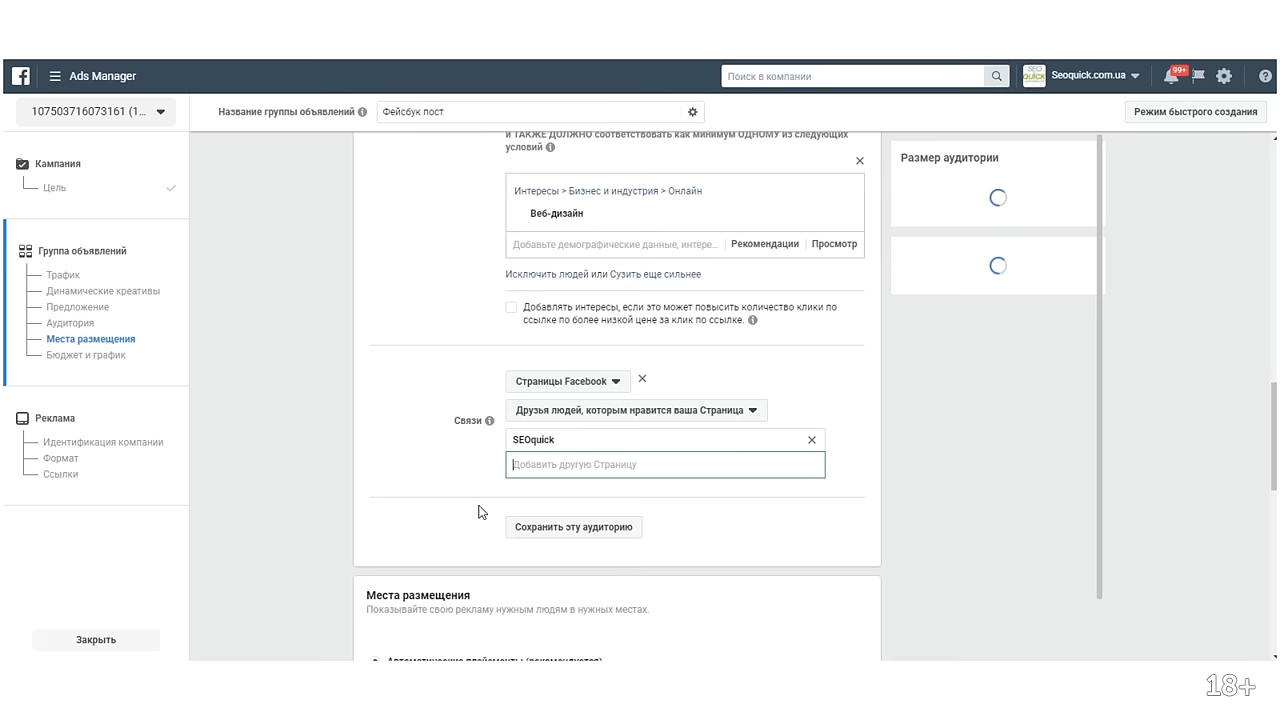 Ads Manager
Поиск в компании
SEO QUICK
Seoquick.com.ua
99+
107503716073161 (1...
Название группы объявлений
Фейсбук пост
Режим быстрого создания
Кампания
Цель
Группа объявлений
Трафик
Динамические креативы
Предложение
Аудитория
Места размещения
Бюджет и график
Реклама
Идентификация компании
Формат
Ссылки
Закрыть
и ТАКЖЕ ДОЛЖНО соответствовать как минимум ОДНОМУ из следующих
условий
Интересы > Бизнес и индустрия > Онлайн
Веб-дизайн
Добавьте демографические данные, интере...
Рекомендации
Просмотр
Исключить людей или Сузить еще сильнее
Добавлять интересы, если это может повысить количество клики по
ссылке по более низкой цене за клик по ссылке.
Связи
Страницы Facebook
Друзья людей, которым нравится ваша Страница
SEOquick
Добавить другую Страницу
Сохранить эту аудиторию
Места размещения
Показывайте свою рекламу нужным людям в нужных местах.
Автоматические плейсменты (рекомендуется)
Размер аудитории
18+